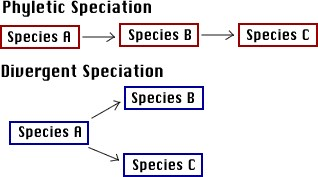 Phyletic Speciation
Species A
Species B
Species C
Divergent Speciation
Species B
Species A
Species C